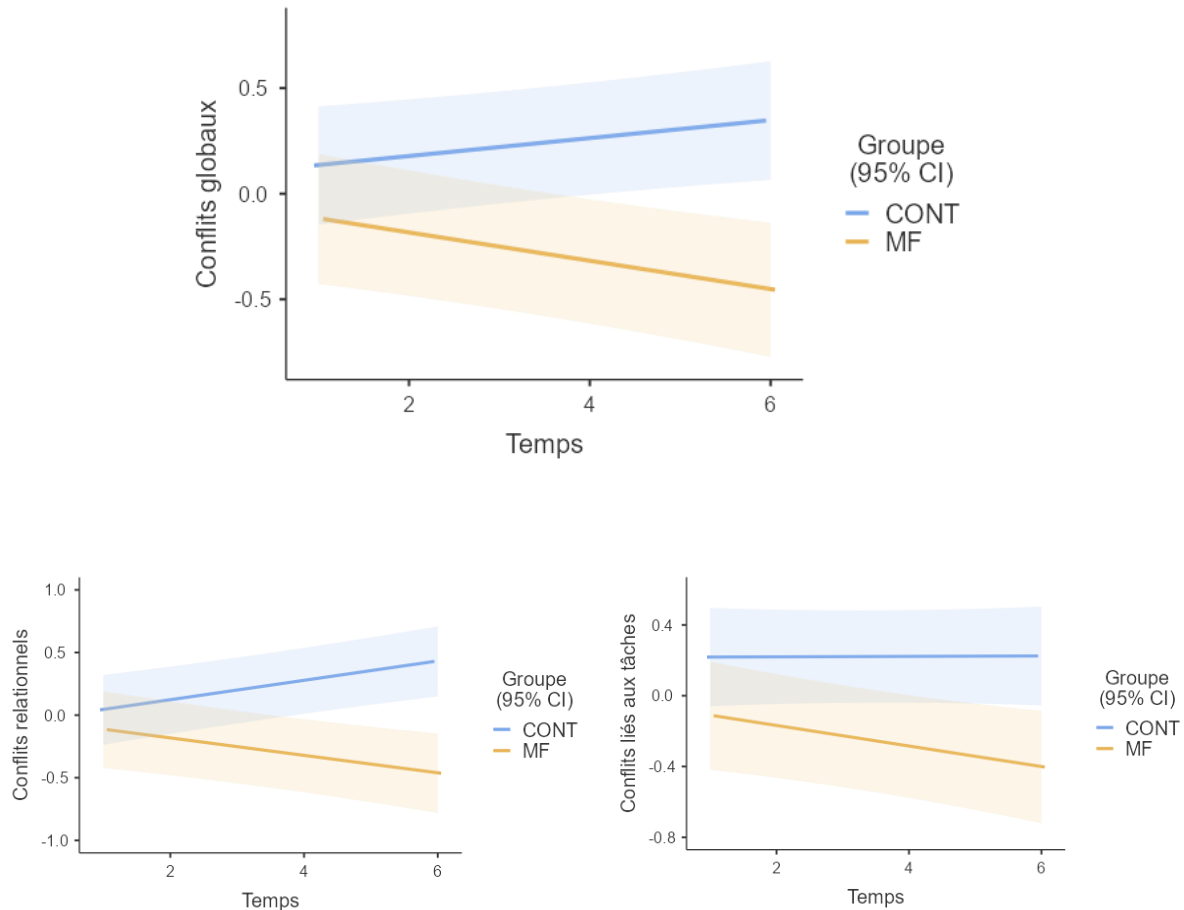 0.5
0.0
-0.5
Conflits globaux
2
4
6
Temps
Groupe
(95% CI)
CONT
MF
1.0
0.5
0.0
-0.5
-1.0
Conflits relationnels
2
4
6
Temps
Groupe
(95% CI)
CONT
MF
0.4
0.0
-0.4
-0.8
Conflits liés aux tâches
2
4
6
Temps
Groupe
(95% CI)
CONT
MF